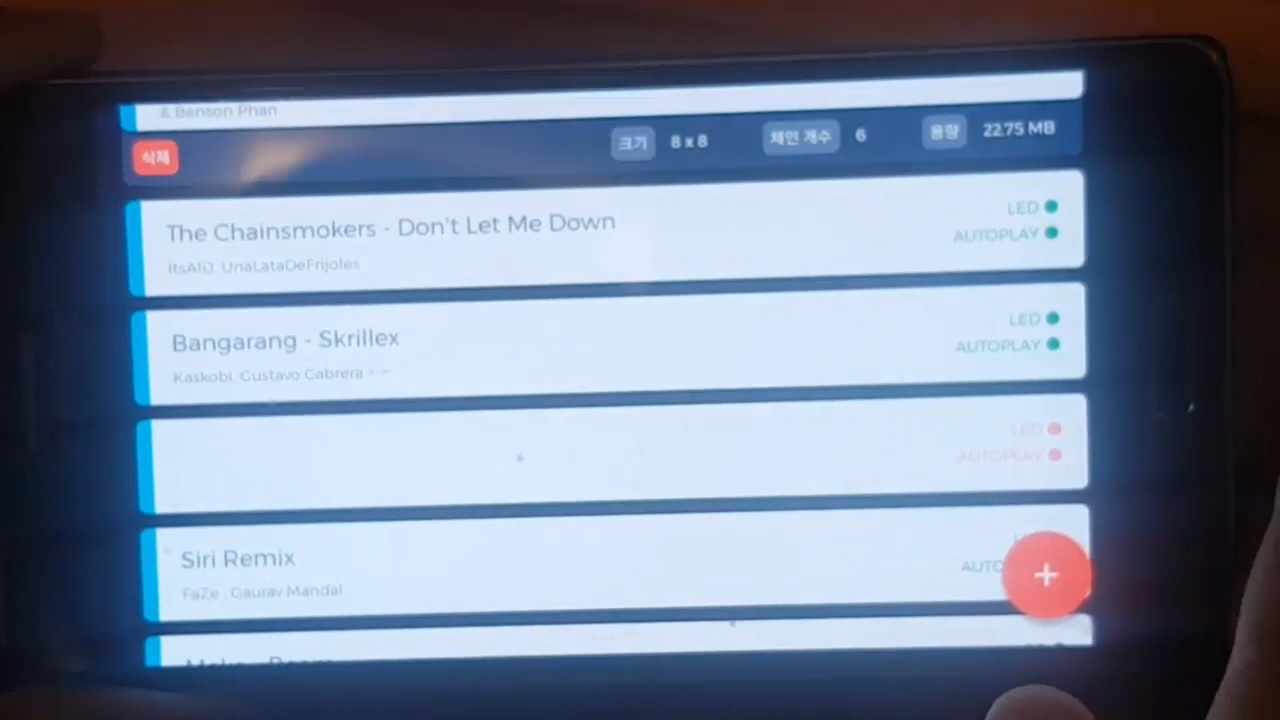 & Benson Phan
삭제 크기 8 x 8 체인 개수 6 용량 22.75 MB
The Chainsmokers - Don't Let Me Down
LED
AUTOPLAY
ItsAliJ, UnaLataDeFrijoles
Bangarang - Skrillex
LED
AUTOPLAY
Kaskobi, Gustavo Cabrera
LED
AUTOPLAY
Siri Remix
AUTO
FaZe , Gaurav Mandal
+